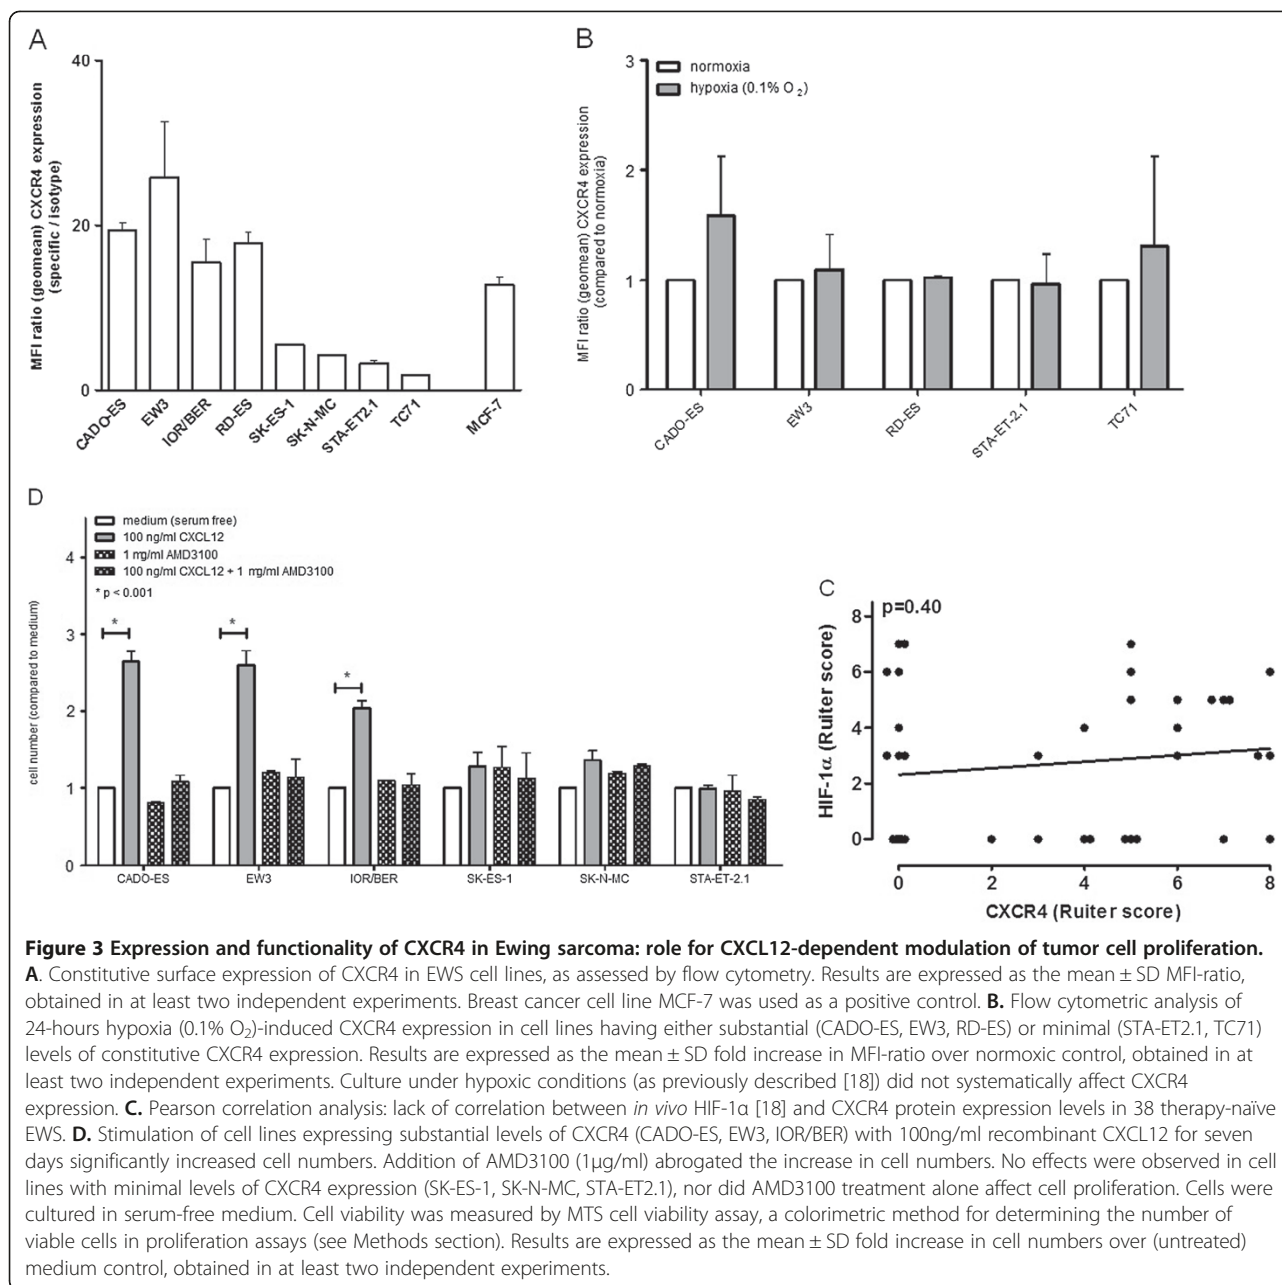 A
MFI ratio (geomean) CXCR4 expression
(specific / isotype)
40
20
0
CADO-ES
EW3
IOR/BER
RD-ES
SK-ES-1
SK-N-MC
STA-ET2.1
TC71
MCF-7
B
MFI ratio (geomean) CXCR4 expression
(compared to normoxia)
3
2
1
0
normoxia
hypoxia (0.1% O2)
CADO-ES
EW3
RD-ES
STA-ET-2.1
TC71
D
cell number (compared to medium)
4
3
2
1
0
medium (serum free)
100 ng/ml CXCL12
1 mg/ml AMD3100
100 ng/ml CXCL12 + 1 mg/ml AMD3100
* p < 0.001
*
*
*
CADO-ES
EW3
IOR/BER
SK-ES-1
SK-N-MC
STA-ET-2.1
C
p=0.40
HIF-1α (Ruiter score)
8
6
4
2
0
0
2
4
6
8
CXCR4 (Ruiter score)
Figure 3 Expression and functionality of CXCR4 in Ewing sarcoma: role for CXCL12-dependent modulation of tumor cell proliferation.
A. Constitutive surface expression of CXCR4 in EWS cell lines, as assessed by flow cytometry. Results are expressed as the mean ± SD MFI-ratio,
obtained in at least two independent experiments. Breast cancer cell line MCF-7 was used as a positive control. B. Flow cytometric analysis of
24-hours hypoxia (0.1% O2)-induced CXCR4 expression in cell lines having either substantial (CADO-ES, EW3, RD-ES) or minimal (STA-ET2.1, TC71)
levels of constitutive CXCR4 expression. Results are expressed as the mean ± SD fold increase in MFI-ratio over normoxic control, obtained in at
least two independent experiments. Culture under hypoxic conditions (as previously described [18]) did not systematically affect CXCR4
expression. C. Pearson correlation analysis: lack of correlation between in vivo HIF-1α [18] and CXCR4 protein expression levels in 38 therapy-naïve
EWS. D. Stimulation of cell lines expressing substantial levels of CXCR4 (CADO-ES, EW3, IOR/BER) with 100ng/ml recombinant CXCL12 for seven
days significantly increased cell numbers. Addition of AMD3100 (1µg/ml) abrogated the increase in cell numbers. No effects were observed in cell
lines with minimal levels of CXCR4 expression (SK-ES-1, SK-N-MC, STA-ET2.1), nor did AMD3100 treatment alone affect cell proliferation. Cells were
cultured in serum-free medium. Cell viability was measured by MTS cell viability assay, a colorimetric method for determining the number of
viable cells in proliferation assays (see Methods section). Results are expressed as the mean ± SD fold increase in cell numbers over (untreated)
medium control, obtained in at least two independent experiments.